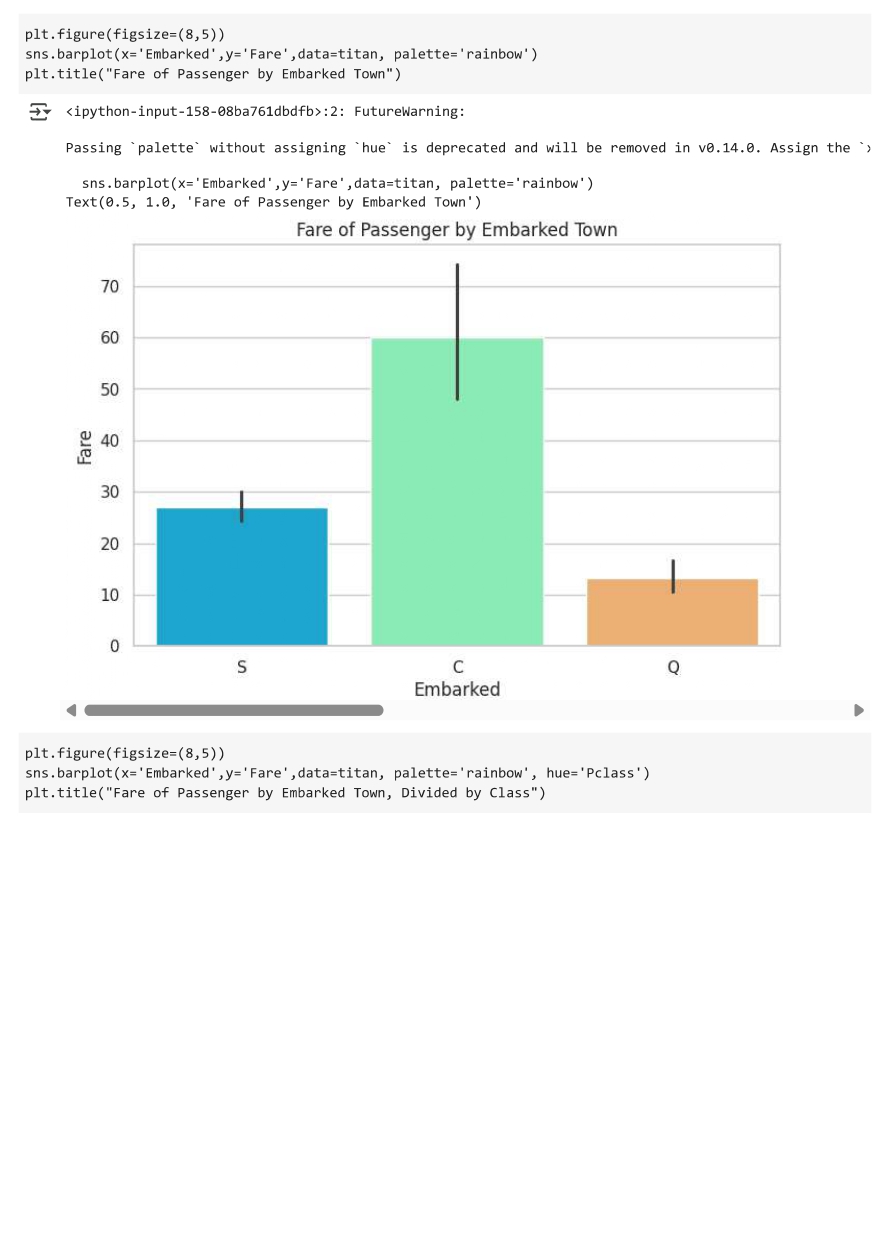 plt.figure(figsize=(8,5))
sns.barplot(x='Embarked',y='Fare',data=titan, palette='rainbow')
plt.title("Fare of Passenger by Embarked Town")
<ipython-input-158-08ba761dbdfb>:2: FutureWarning:
Passing `palette` without assigning `hue` is deprecated and will be removed in v0.14.0. Assign the `
sns.barplot(x='Embarked',y='Fare',data=titan, palette='rainbow')
Text(0.5, 1.0, 'Fare of Passenger by Embarked Town')
Fare of Passenger by Embarked Town
70
60
50
40
30
20
10
0
Fare
S C Q
Embarked
plt.figure(figsize=(8,5))
sns.barplot(x='Embarked',y='Fare',data=titan, palette='rainbow', hue='Pclass')
plt.title("Fare of Passenger by Embarked Town, Divided by Class")